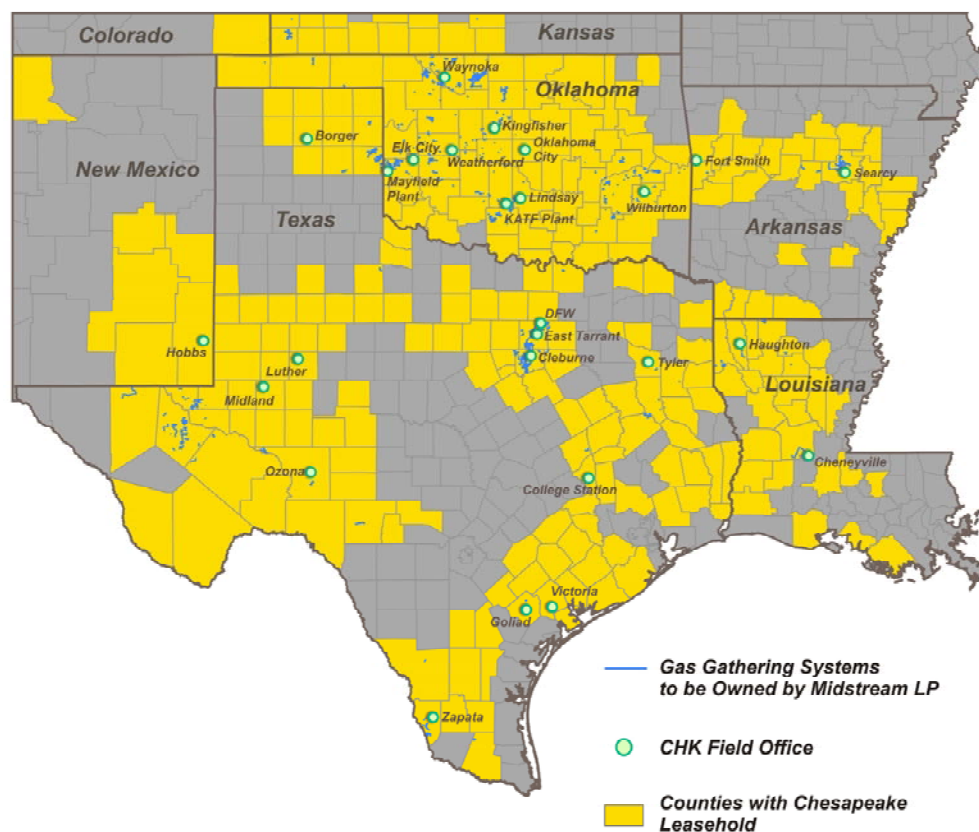 Colorado
Kansas
Waynoka
Oklahoma
Kingfisher
Borger
Elk City
Weatherford
Oklahoma
City
Fort Smith
Searcy
New Mexico
Mayfield
Plant
Lindsay
KATF Plant
Wilburton
Texas
Arkansas
DFW
East Tarrant
Cleburne
Hobbs
Luther
Tyler
Haughton
Midland
Louisiana
Ozona
Cheneyville
College Station
Victoria
Goliad
Zapata
Gas Gathering Systems
to be Owned by Midstream LP
CHK Field Office
Counties with Chesapeake
Leasehold